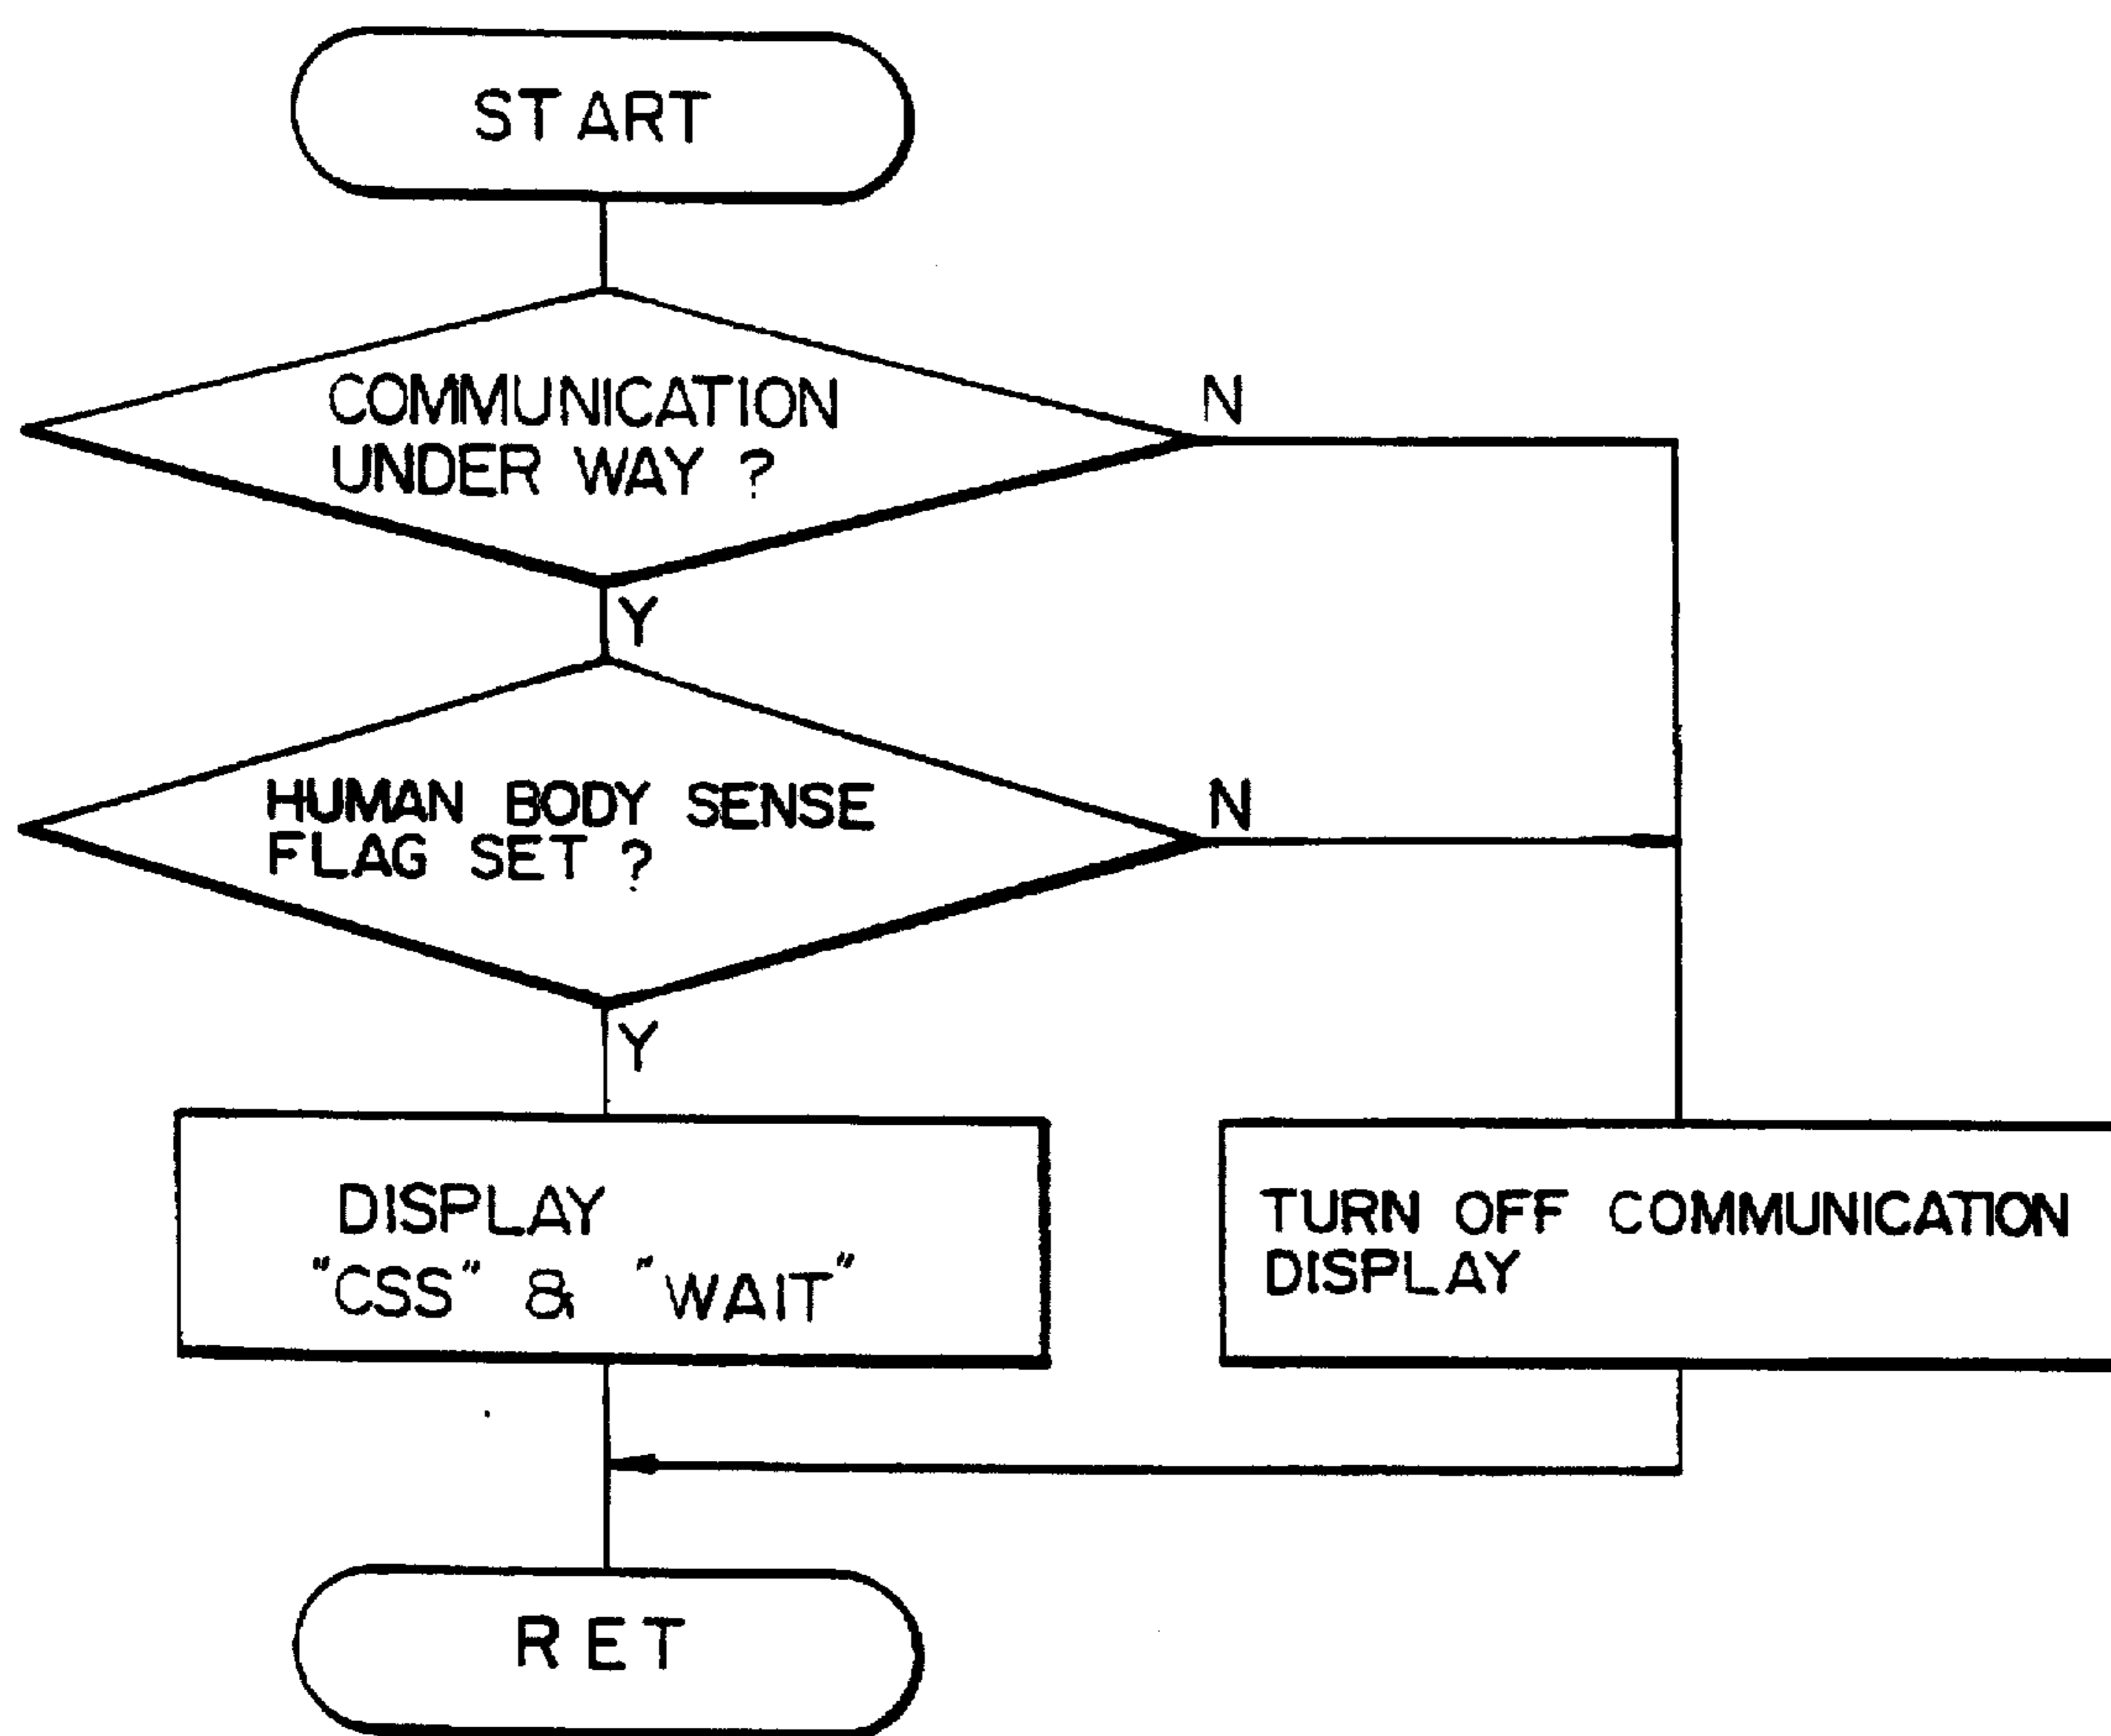 START
COMMUNICATION
UNDER WAY ?
N
Y
HUMAN BODY SENSE
FLAG SET ?
N
Y
DISPLAY
"CSS" & "WAIT"
TURN OFF COMMUNICATION
DISPLAY
RET